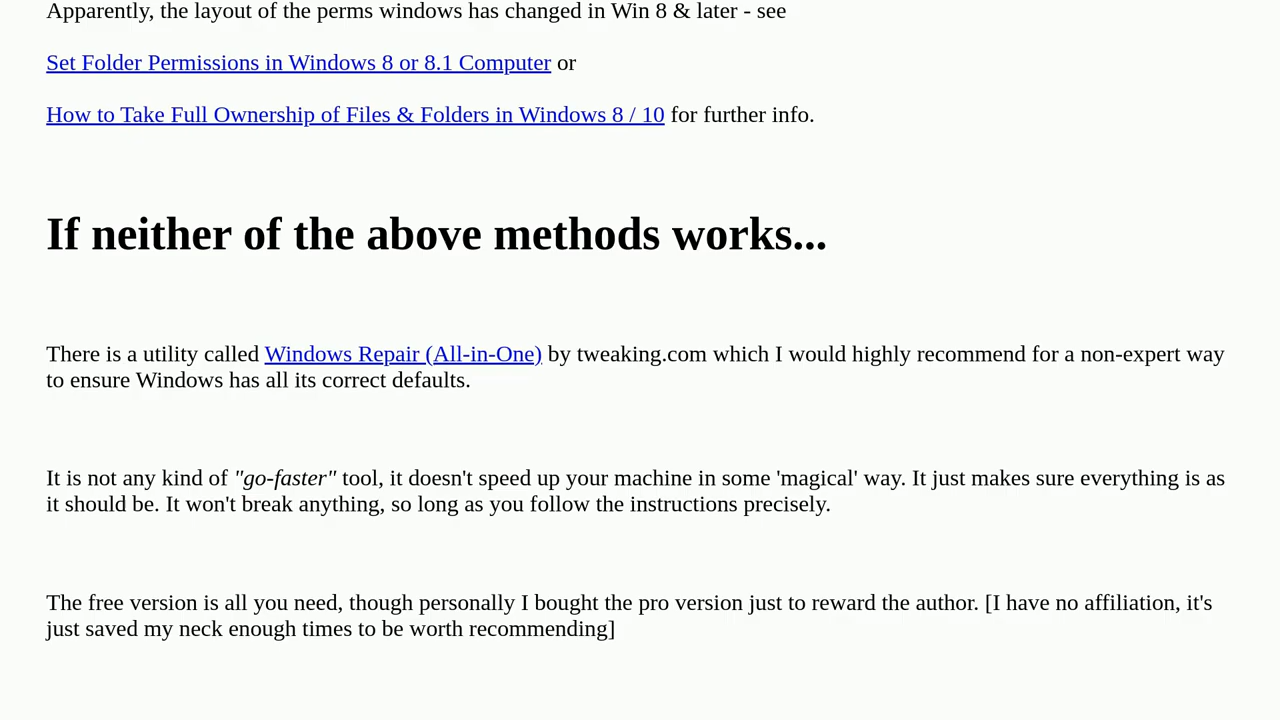 Apparently, the layout of the perms windows has changed in Win 8 & later - see
Set Folder Permissions in Windows 8 or 8.1 Computer or
How to Take Full Ownership of Files & Folders in Windows 8 / 10 for further info.
If neither of the above methods works...
There is a utility called Windows Repair (All-in-One) by tweaking.com which I would highly recommend for a non-expert way
to ensure Windows has all its correct defaults.
It is not any kind of "go-faster" tool, it doesn't speed up your machine in some 'magical' way. It just makes sure everything is as
it should be. It won't break anything, so long as you follow the instructions precisely.
The free version is all you need, though personally I bought the pro version just to reward the author. [I have no affiliation, it's
just saved my neck enough times to be worth recommending]